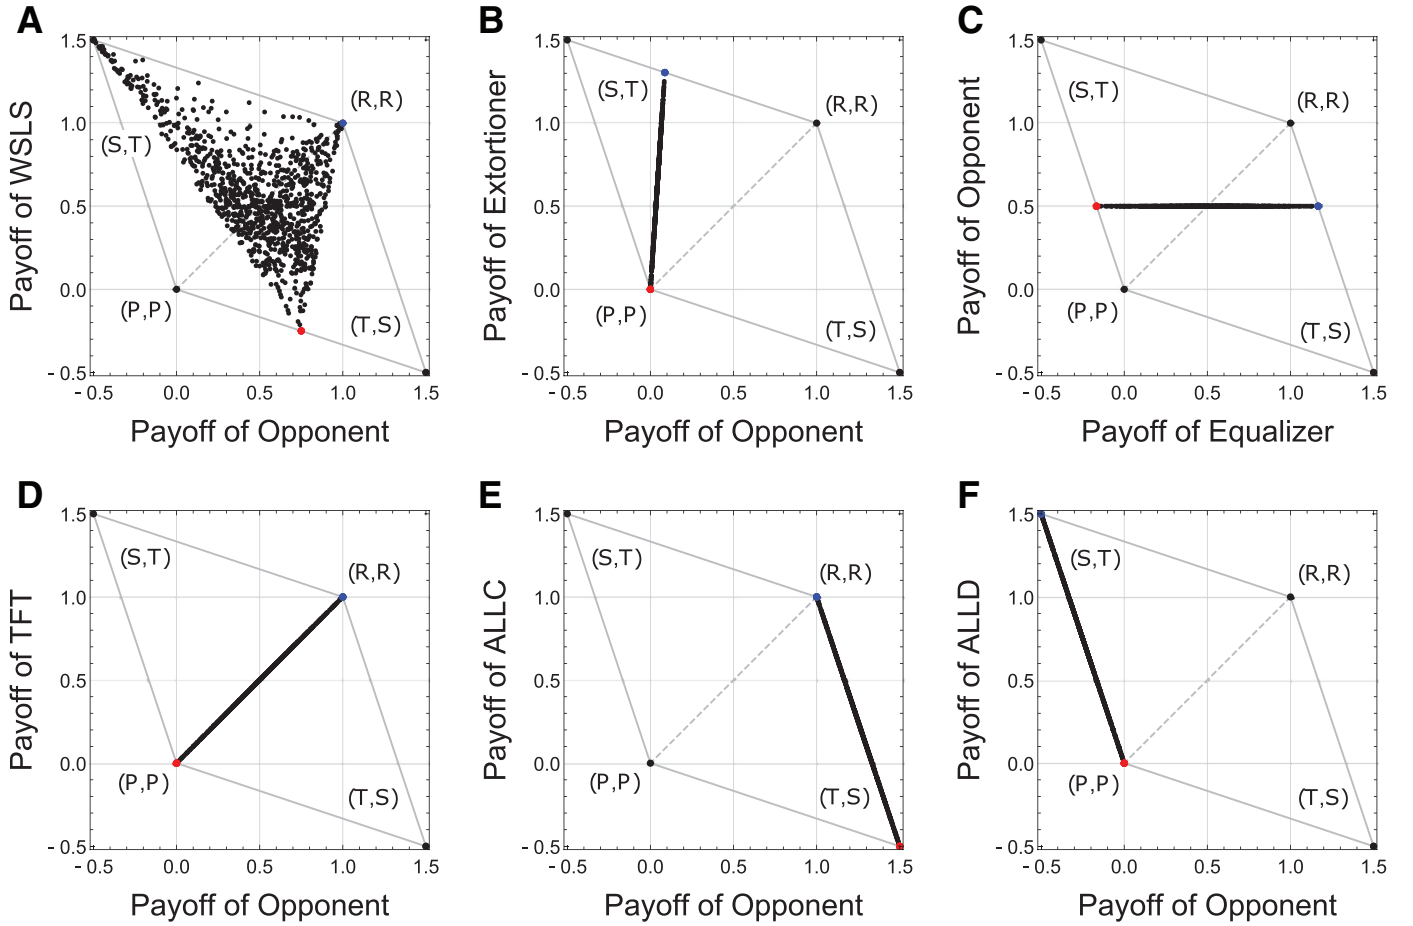 A
1.5
1.0
0.5
0.0
- 0.5
- 0.5
0.0
0.5
1.0
1.5
Payoff of WSLS
Payoff of Opponent
(S,T)
(R,R)
(P,P)
(T,S)
B
1.5
1.0
0.5
0.0
- 0.5
- 0.5
0.0
0.5
1.0
1.5
Payoff of Extortioner
Payoff of Opponent
(S,T)
(R,R)
(P,P)
(T,S)
C
1.5
1.0
0.5
0.0
- 0.5
- 0.5
0.0
0.5
1.0
1.5
Payoff of Opponent
Payoff of Equalizer
(S,T)
(R,R)
(P,P)
(T,S)
D
1.5
1.0
0.5
0.0
- 0.5
- 0.5
0.0
0.5
1.0
1.5
Payoff of TFT
Payoff of Opponent
(S,T)
(R,R)
(P,P)
(T,S)
E
1.5
1.0
0.5
0.0
- 0.5
- 0.5
0.0
0.5
1.0
1.5
Payoff of ALLC
Payoff of Opponent
(S,T)
(R,R)
(P,P)
(T,S)
F
1.5
1.0
0.5
0.0
- 0.5
- 0.5
0.0
0.5
1.0
1.5
Payoff of ALLD
Payoff of Opponent
(S,T)
(R,R)
(P,P)
(T,S)